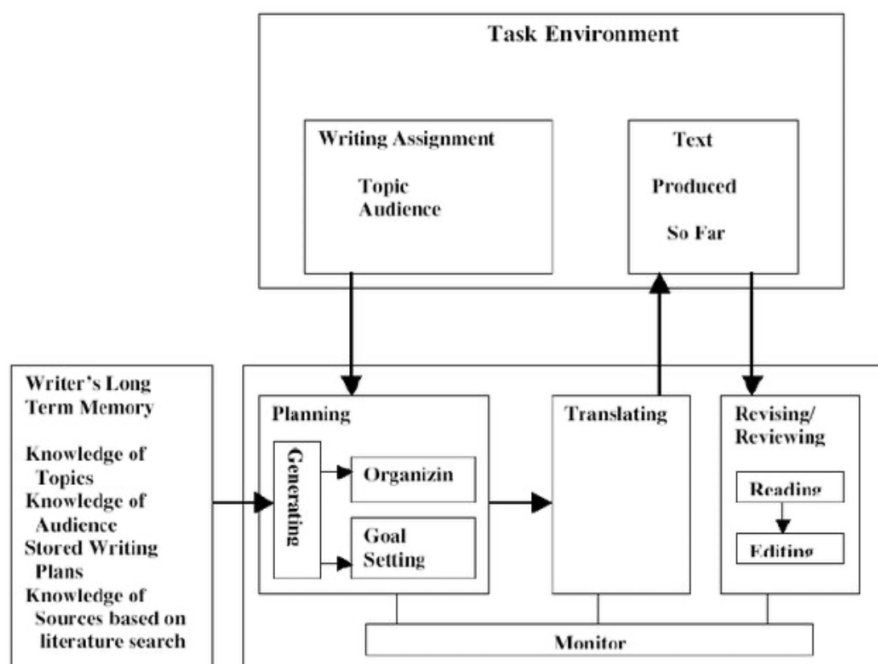 Task Environment
Writing Assignment
Topic
Audience
Text
Produced
So Far
Writer's Long
Term Memory
Knowledge of
Topics
Knowledge of
Audience
Stored Writing
Plans
Knowledge of
Sources based on
literature search
Planning
Generating
Organizin
Goal
Setting
Translating
Revising/
Reviewing
Reading
Editing
Monitor